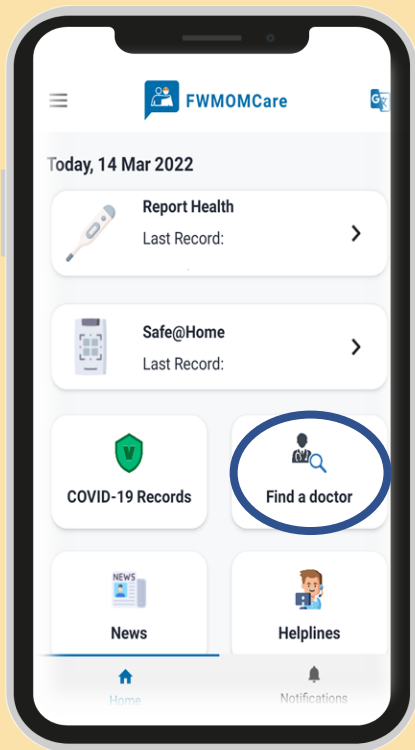 FWMOMCare
Today, 14 Mar 2022
Report Health
Last Record:
Safe@Home
Last Record:
V
COVID-19 Records
Find a doctor
NEWS
News
Helplines
Home
Notifications